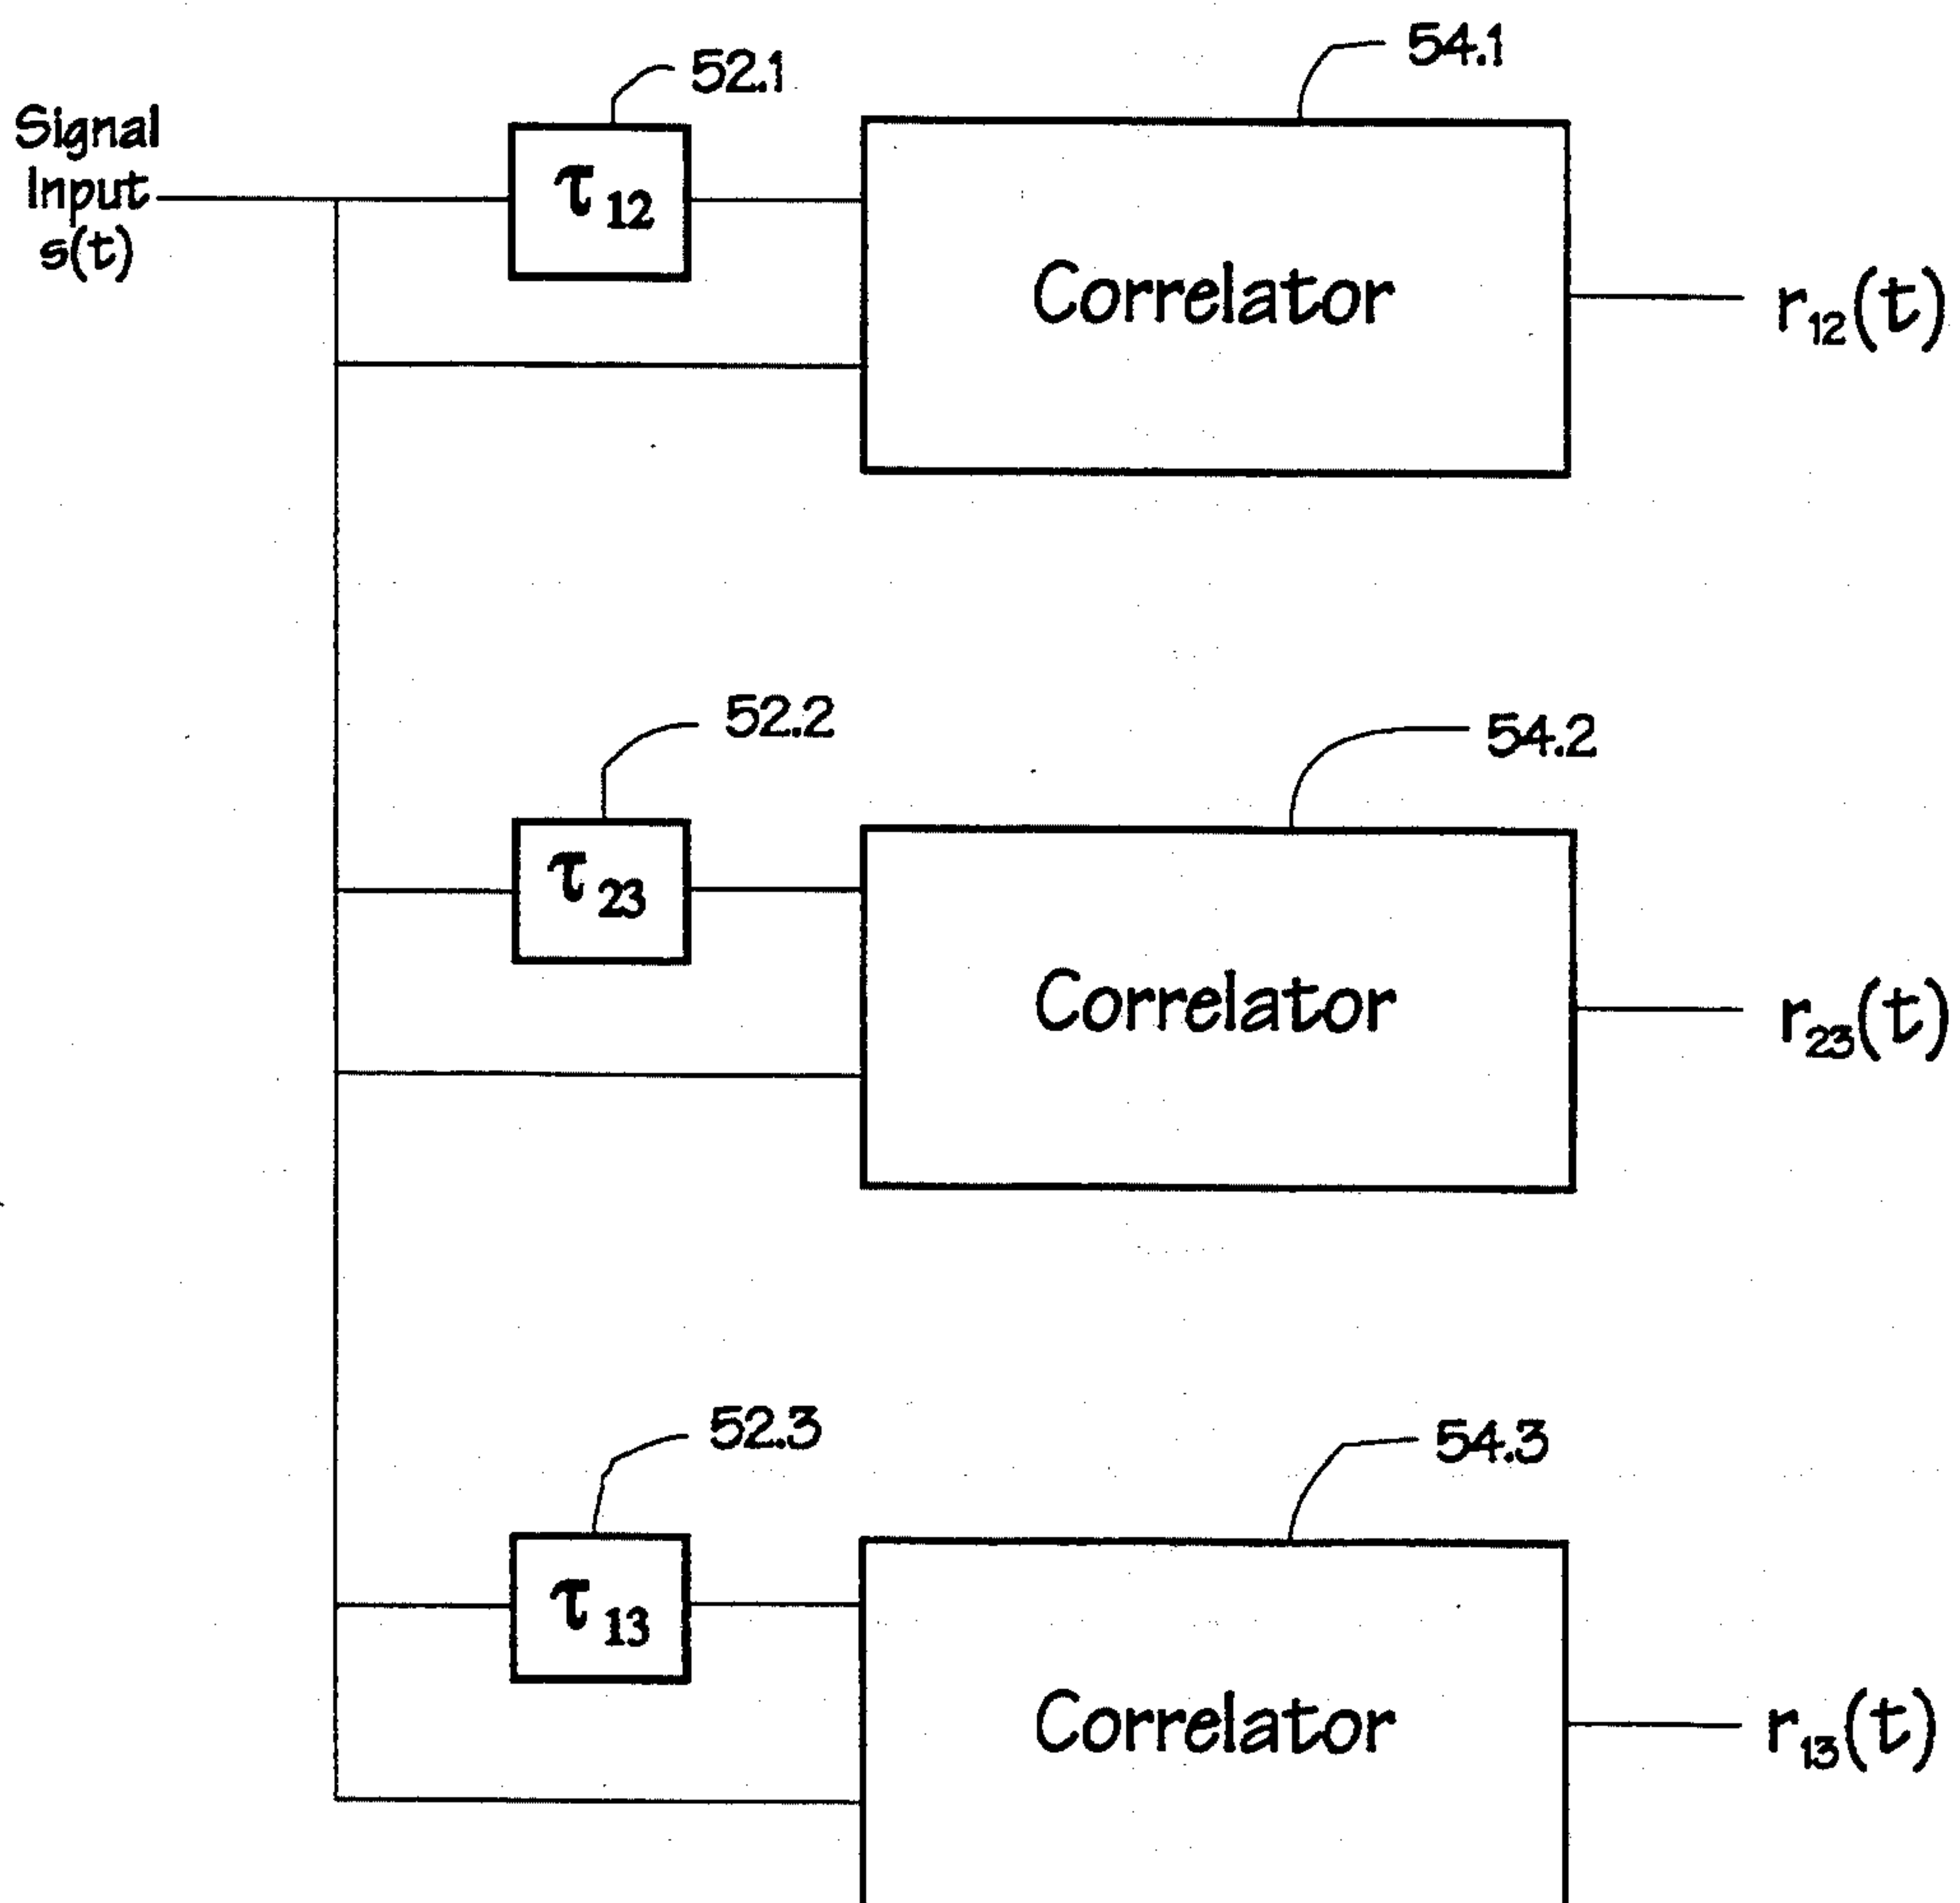 52.1
54.1
Signal
Input
s(t)
τ12
Correlator
r12(t)
52.2
54.2
τ23
Correlator
r23(t)
52.3
54.3
τ13
Correlator
r13(t)